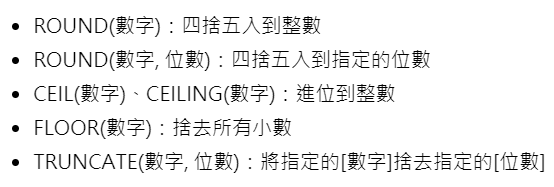 • ROUND(數字)：四捨五入到整數
• ROUND(數字, 位數)：四捨五入到指定的位數
• CEIL(數字)、CEILING(數字)：進位到整數
• FLOOR(數字)：捨去所有小數
• TRUNCATE(數字, 位數)：將指定的[數字]捨去指定的[位數]